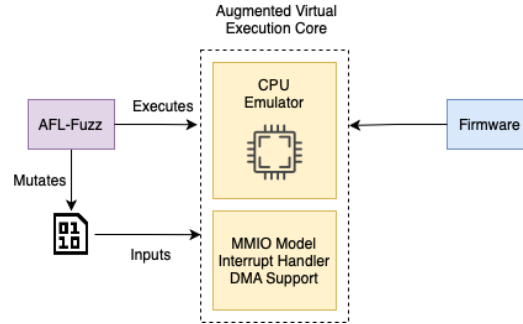 Augmented Virtual
Execution Core
CPU
Emulator
Executes
AFL-Fuzz
Firmware
Mutates
01
10
Inputs
MMIO Model
Interrupt Handler
DMA Support